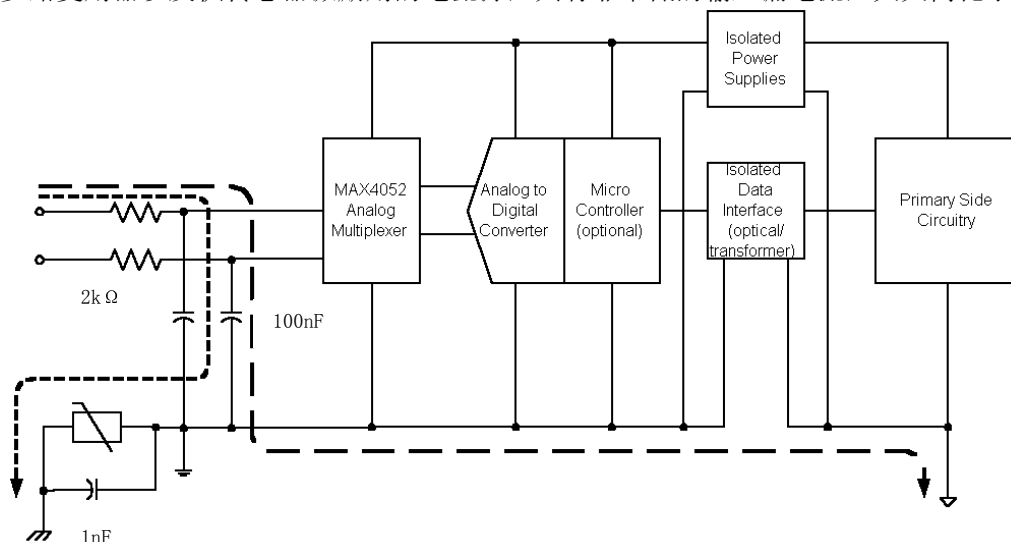 Isolated
Power
Supplies
MAX4052
Analog
Multiplexer
Analog to
Digital
Converter
Micro
Controller
(optional)
Isolated
Data
Interface
(optical/
transformer)
Primary Side
Circuitry
2kΩ
100nF
1nF